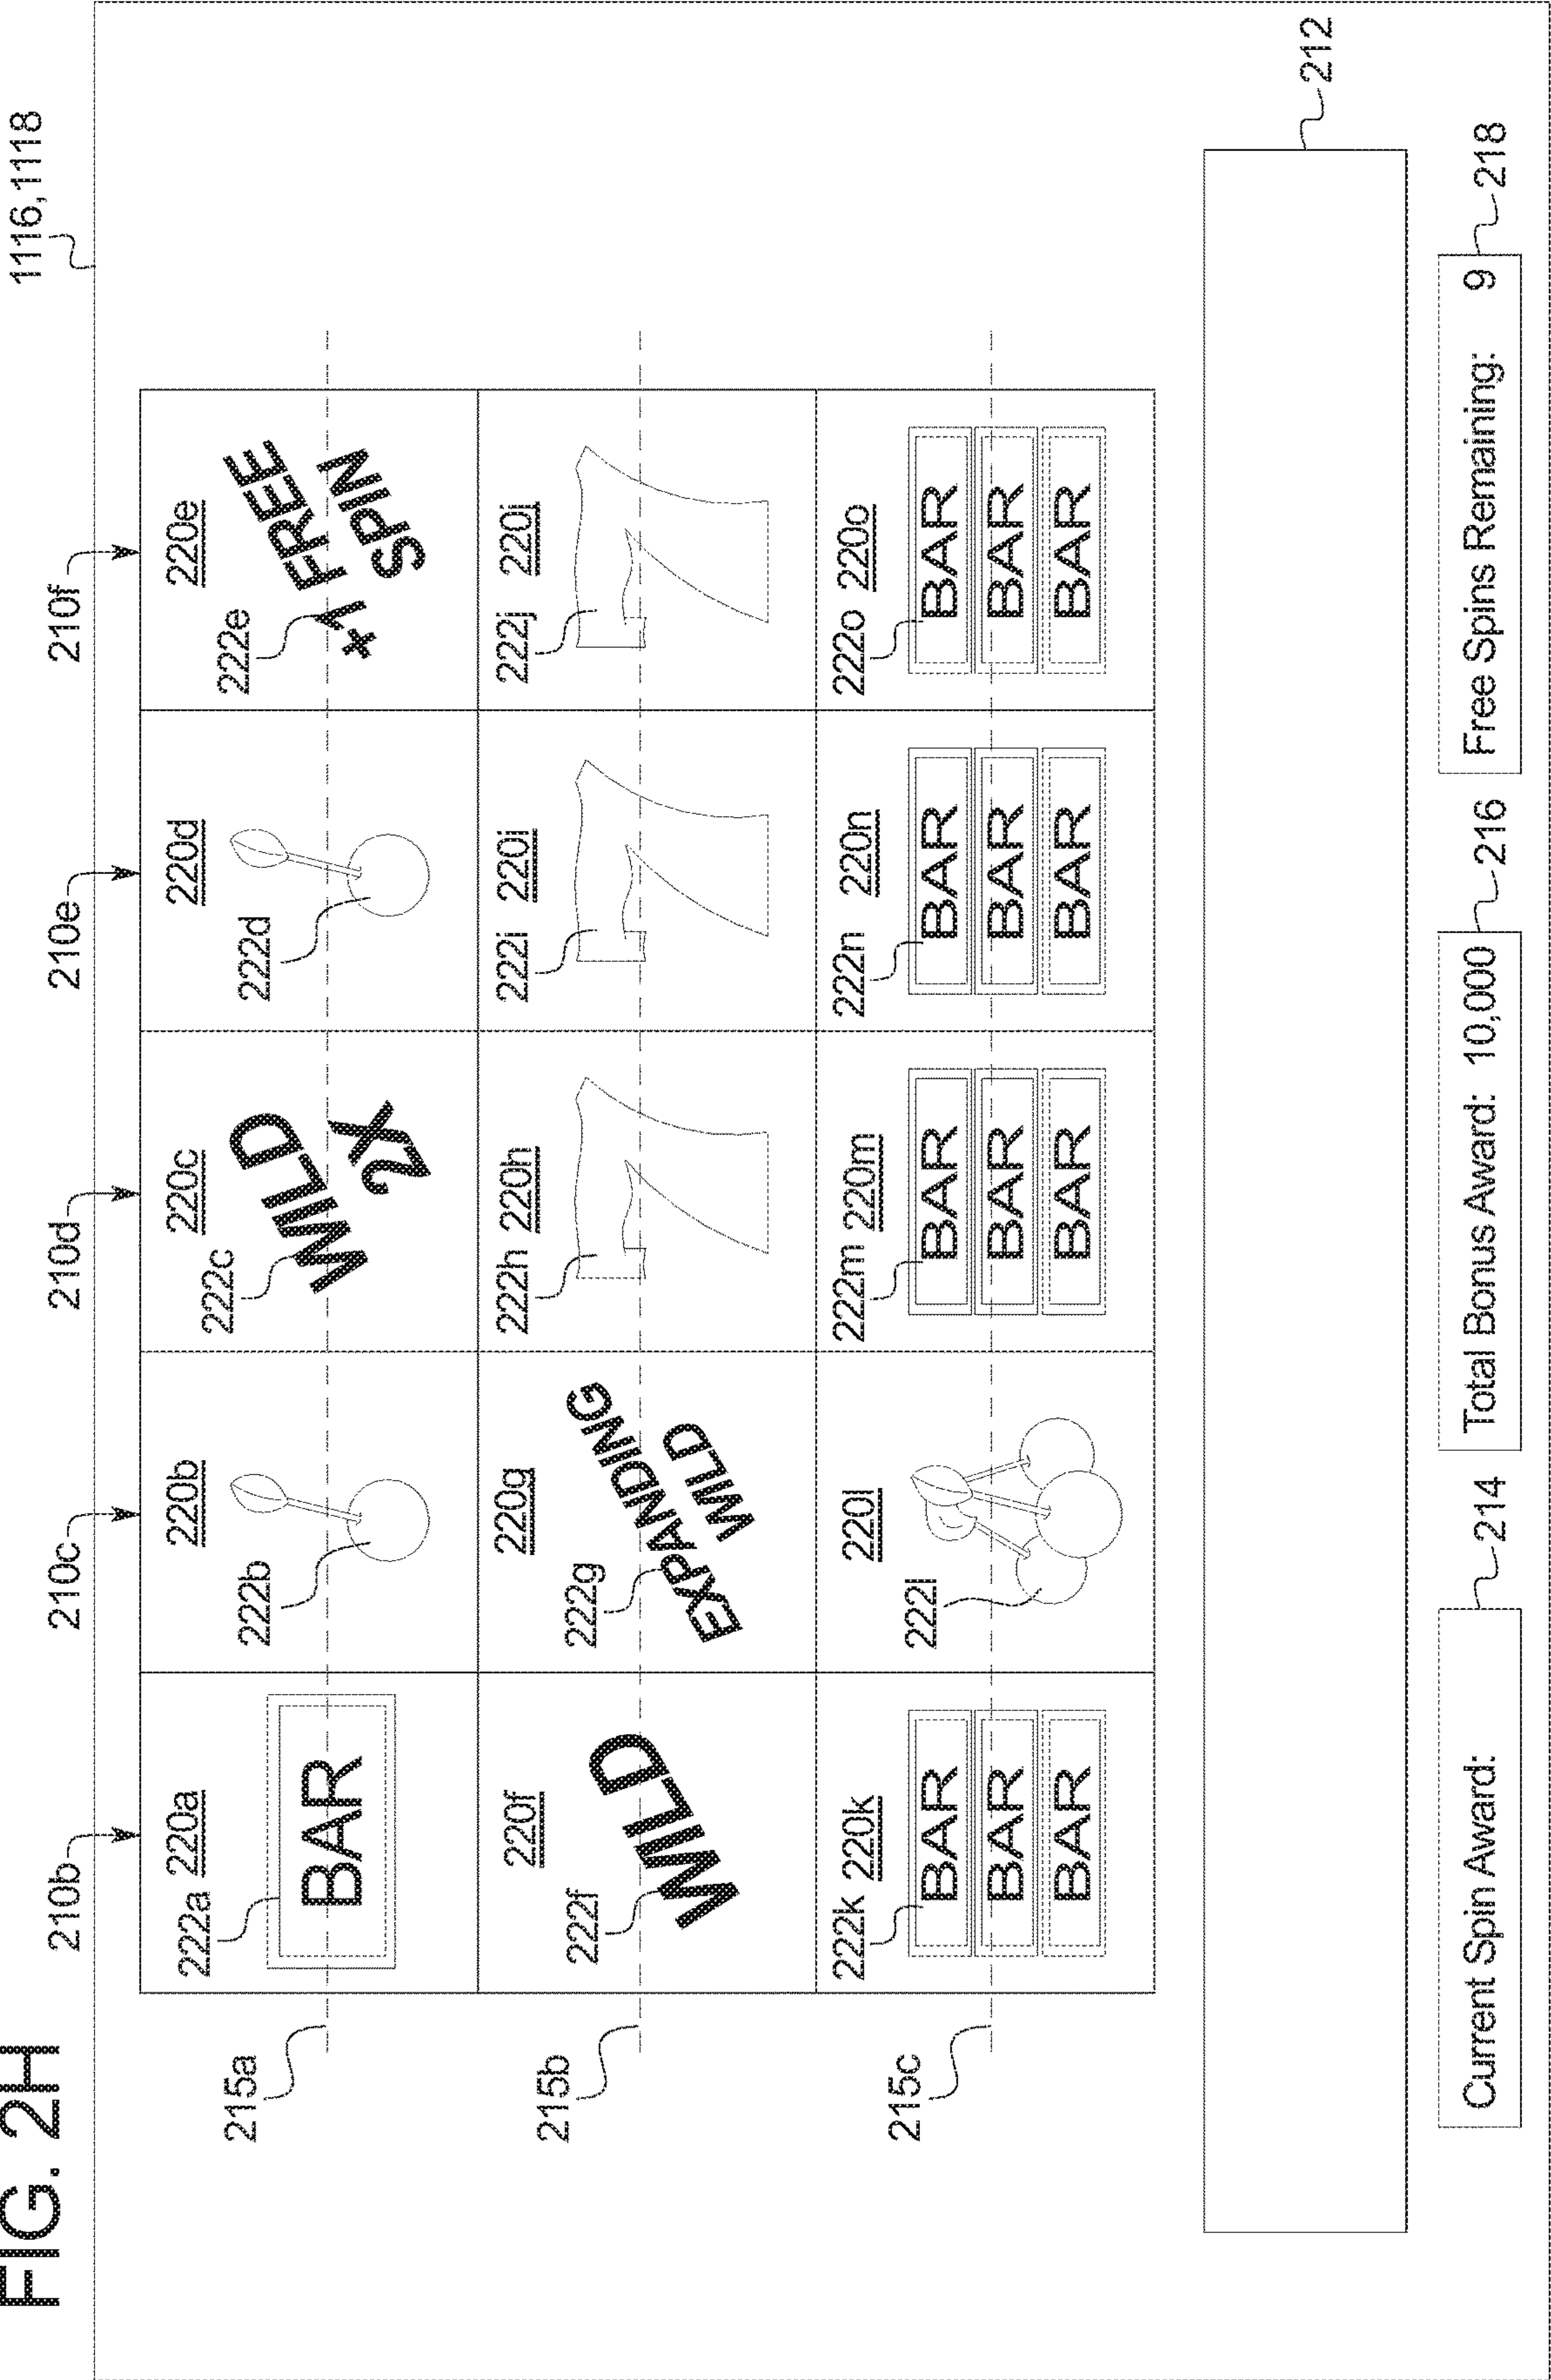 FIG. 2H
1116,1118
210b
210c
210d
210e
210f
220a
220b
220c
220d
220e
222a
222b
222c
222d
222e
BAR
WILD
2X
+1 FREE
SPIN
215a
220f
220g
222h 220h
222i 220i
222j 220j
222f
222g
WILD
EXPANDING
WILD
215b
222k 220k
220l
222m 220m
222n 220n
222o 220o
222l
BAR
BAR
BAR
BAR
BAR
BAR
BAR
BAR
BAR
BAR
BAR
BAR
215c
212
Current Spin Award:
214
Total Bonus Award: 10,000
216
Free Spins Remaining: 9
218